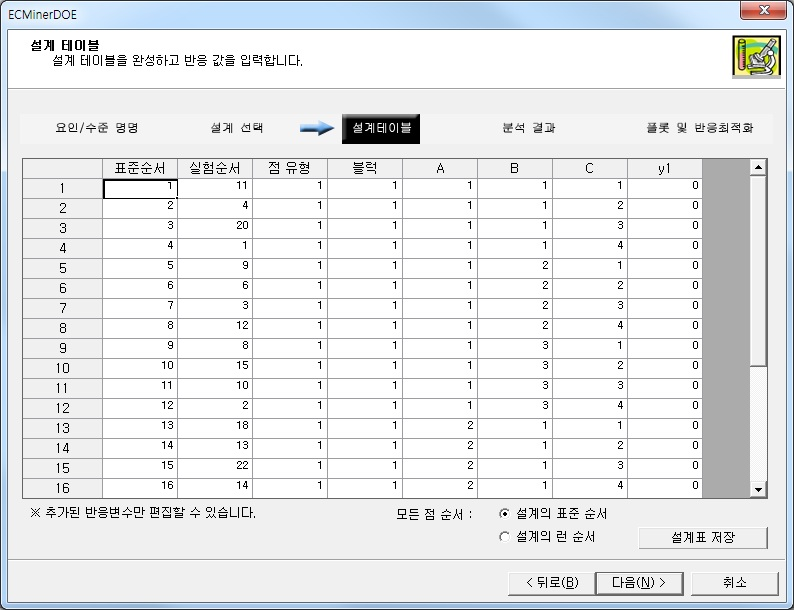 ECMinerDOE
설계 테이블
설계 테이블을 완성하고 반응 값을 입력합니다.
요인/수준 명명 설계 선택 설계테이블 분석 결과 플롯 및 반응최적화
표준순서 실험순서 점 유형 블럭 A B C y1
1 1 11 1 1 1 1 1 0
2 2 4 1 1 1 1 2 0
3 3 20 1 1 1 1 3 0
4 4 1 1 1 1 1 4 0
5 5 9 1 1 1 2 1 0
6 6 6 1 1 1 2 2 0
7 7 3 1 1 1 2 3 0
8 8 12 1 1 1 2 4 0
9 9 8 1 1 1 3 1 0
10 10 15 1 1 1 3 2 0
11 11 10 1 1 1 3 3 0
12 12 2 1 1 1 3 4 0
13 13 18 1 1 2 1 1 0
14 14 13 1 1 2 1 2 0
15 15 22 1 1 2 1 3 0
16 16 14 1 1 2 1 4 0
※ 추가된 반응변수만 편집할 수 있습니다. 모든 점 순서 : 설계의 표준 순서
설계의 런 순서 설계표 저장
< 뒤로(B) 다음(N) > 취소